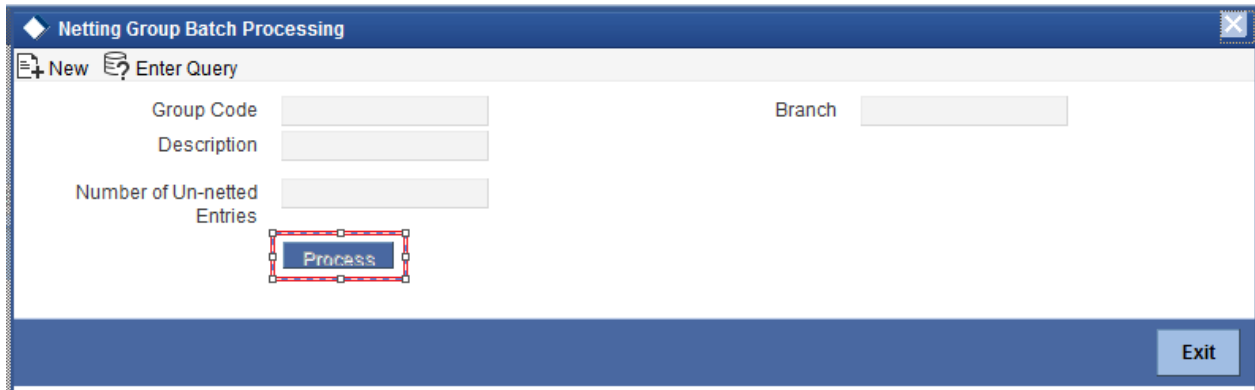 Netting Group Batch Processing
New Enter Query
Group Code Branch
Description
Number of Un-netted
Entries
Process
Exit